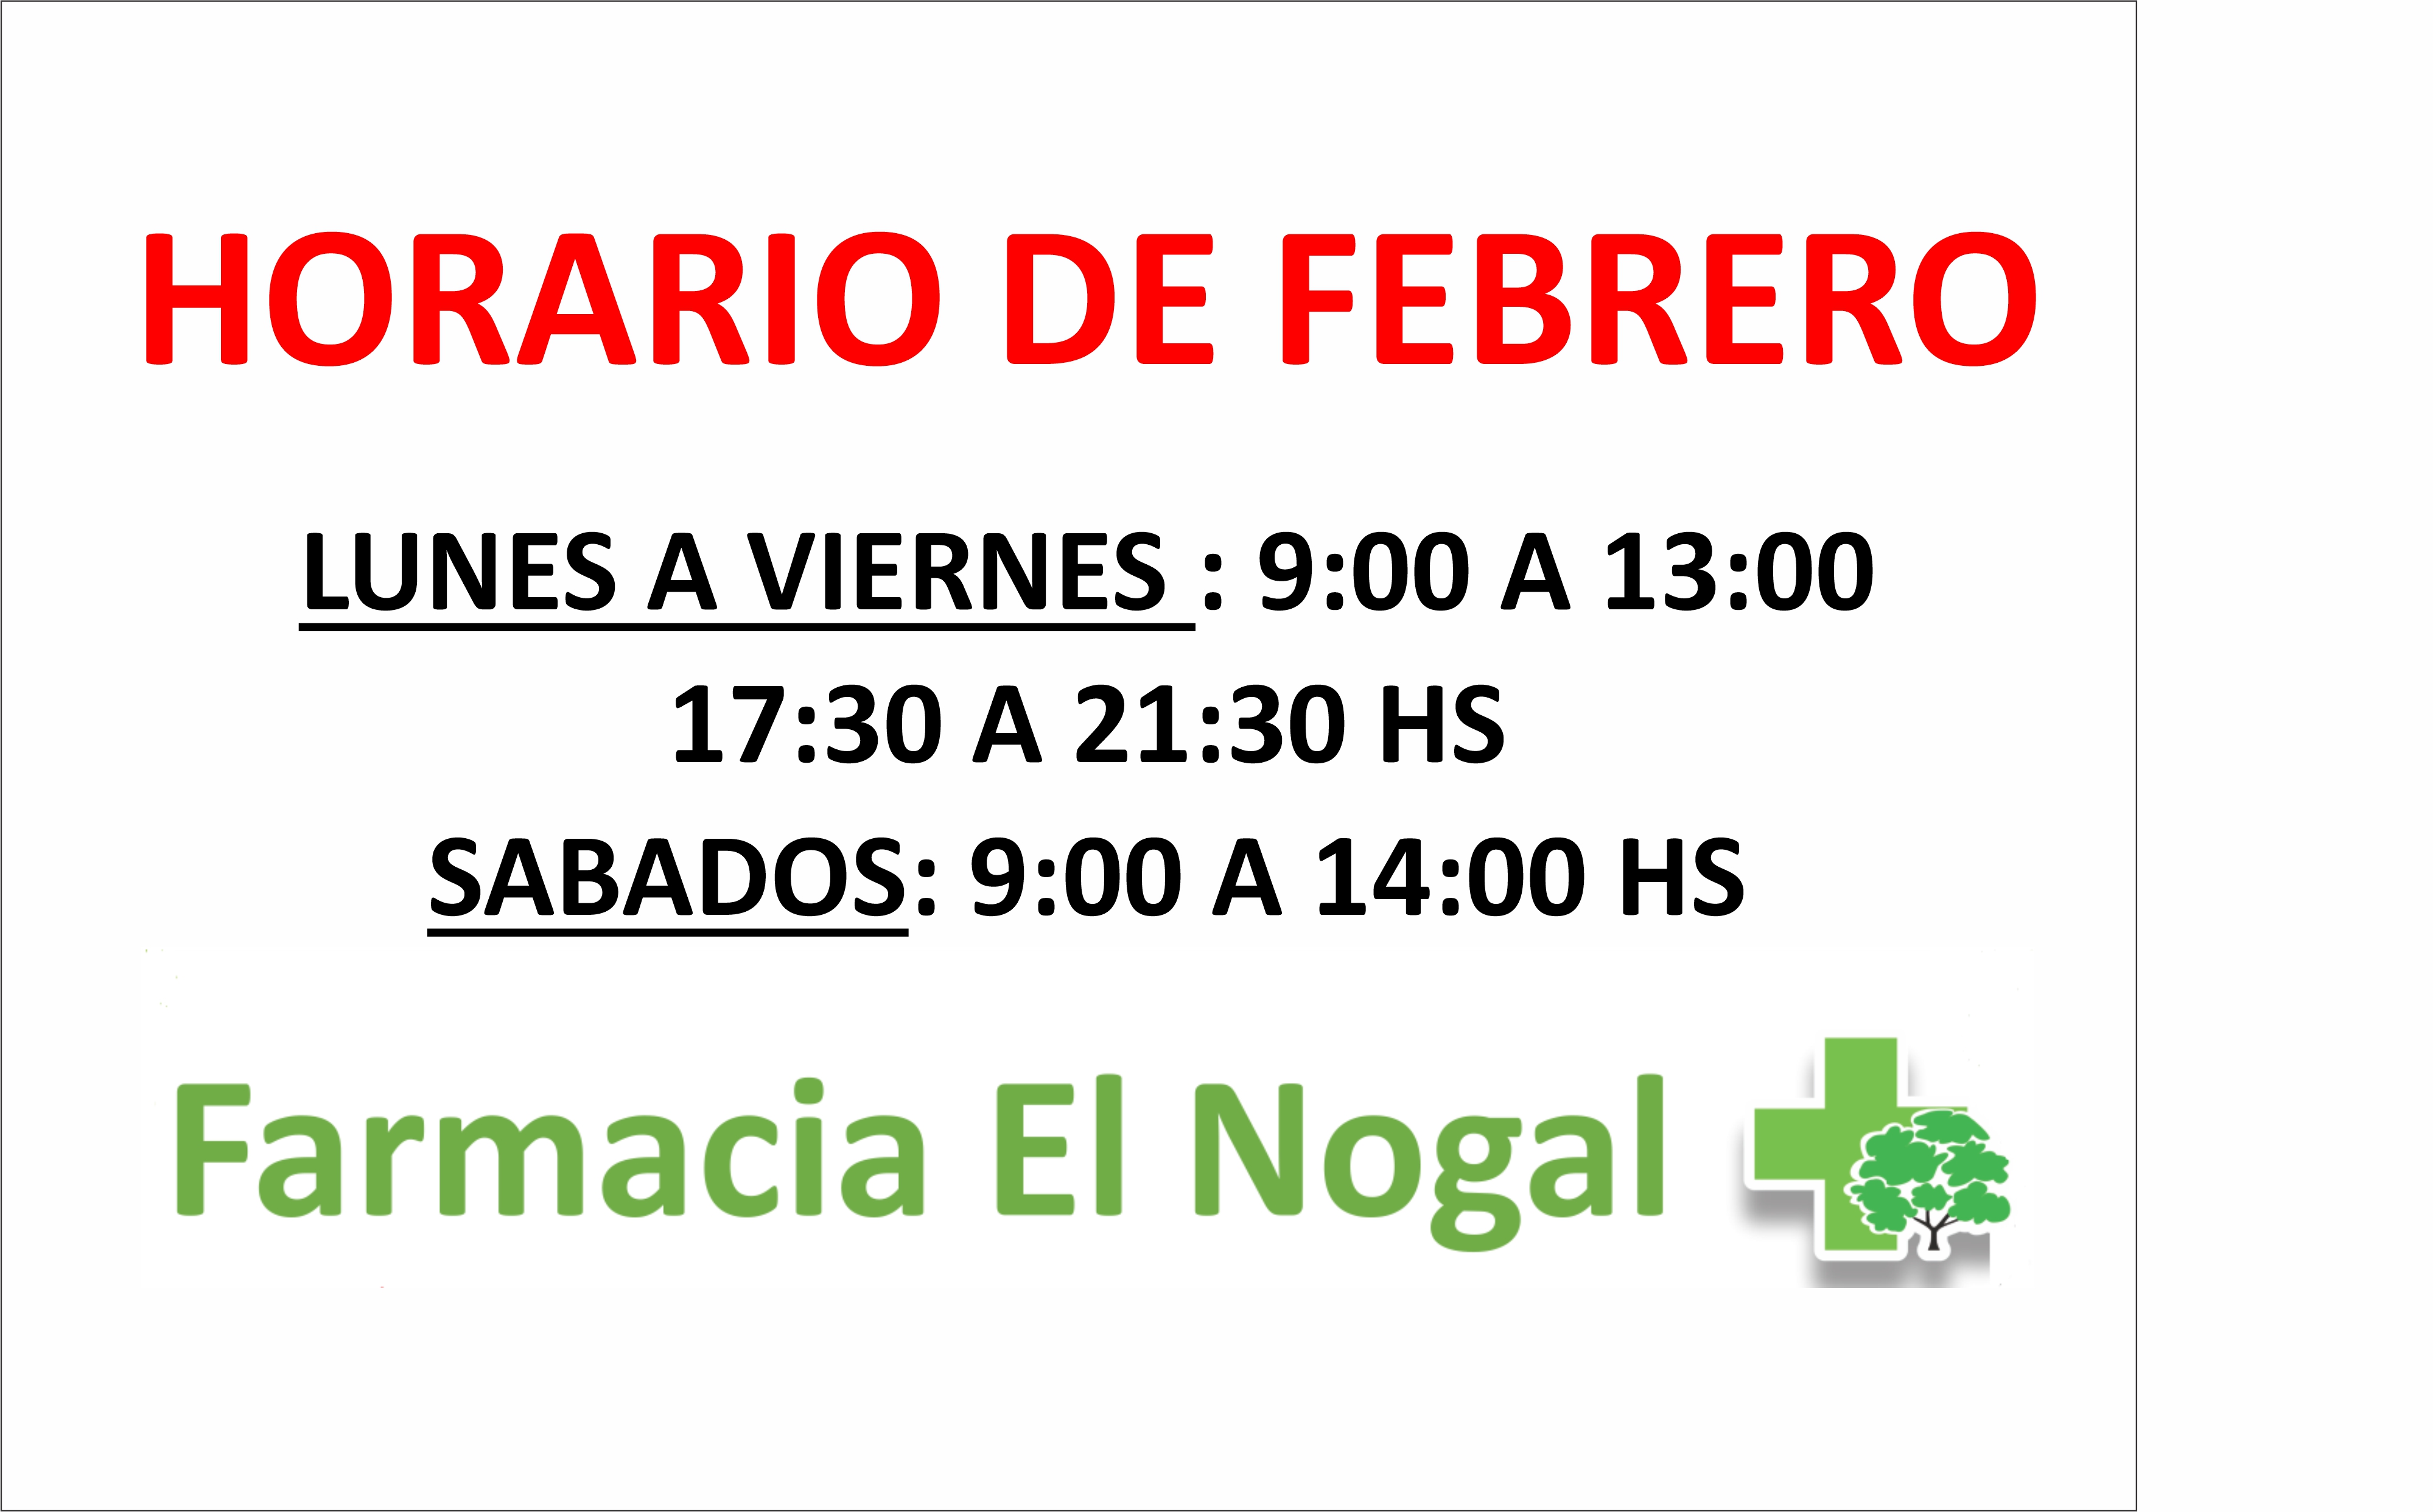 HORARIO DE FEBRERO
LUNES A VIERNES : 9:00 A 13:00
17:30 A 21:30 HS
SABADOS: 9:00 A 14:00 HS
Farmacia El Nogal